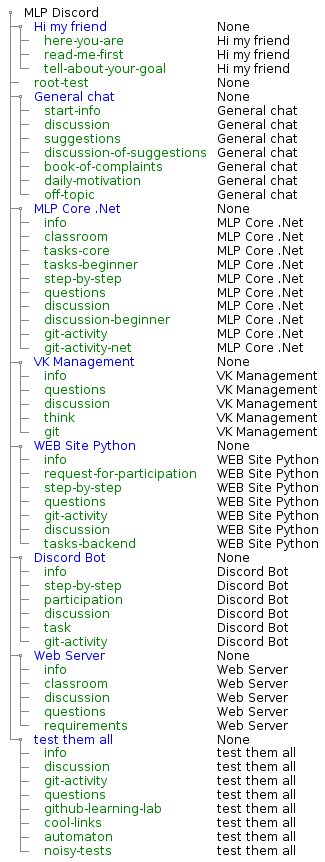 MLP Discord
Hi my friend None
here-you-are Hi my friend
read-me-first Hi my friend
tell-about-your-goal Hi my friend
root-test None
General chat None
start-info General chat
discussion General chat
suggestions General chat
discussion-of-suggestions General chat
book-of-complaints General chat
daily-motivation General chat
off-topic General chat
MLP Core .Net None
info MLP Core .Net
classroom MLP Core .Net
tasks-core MLP Core .Net
tasks-beginner MLP Core .Net
step-by-step MLP Core .Net
questions MLP Core .Net
discussion MLP Core .Net
discussion-beginner MLP Core .Net
git-activity MLP Core .Net
git-activity-net MLP Core .Net
VK Management None
info VK Management
questions VK Management
discussion VK Management
think VK Management
git VK Management
WEB Site Python None
info WEB Site Python
request-for-participation WEB Site Python
step-by-step WEB Site Python
questions WEB Site Python
git-activity WEB Site Python
discussion WEB Site Python
tasks-backend WEB Site Python
Discord Bot None
info Discord Bot
step-by-step Discord Bot
participation Discord Bot
discussion Discord Bot
task Discord Bot
git-activity Discord Bot
Web Server None
info Web Server
classroom Web Server
discussion Web Server
questions Web Server
requirements Web Server
test them all None
info test them all
discussion test them all
git-activity test them all
questions test them all
github-learning-lab test them all
cool-links test them all
automaton test them all
noisy-tests test them all